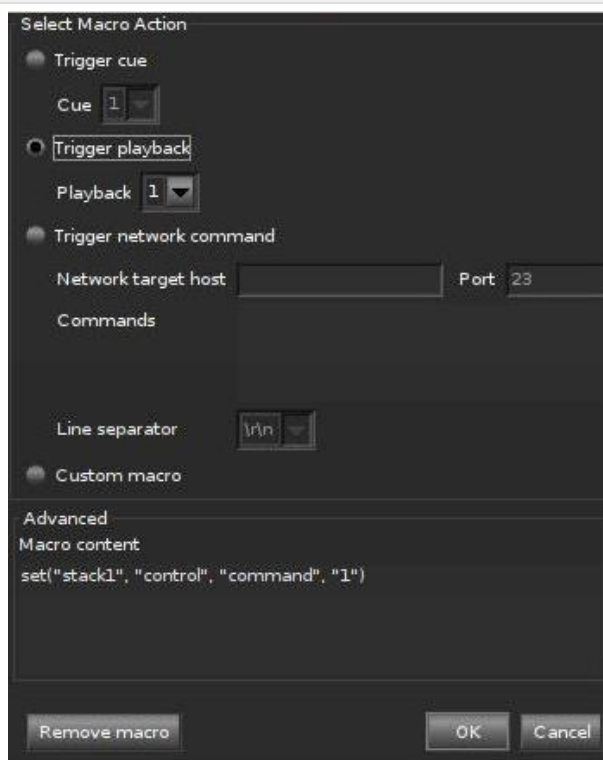 Select Macro Action
Trigger cue
Cue 1
Trigger playback
Playback 1
Trigger network command
Network target host Port 23
Commands
Line separator \r\n
Custom macro
Advanced
Macro content
set("stack1", "control", "command", "1")
Remove macro OK Cancel